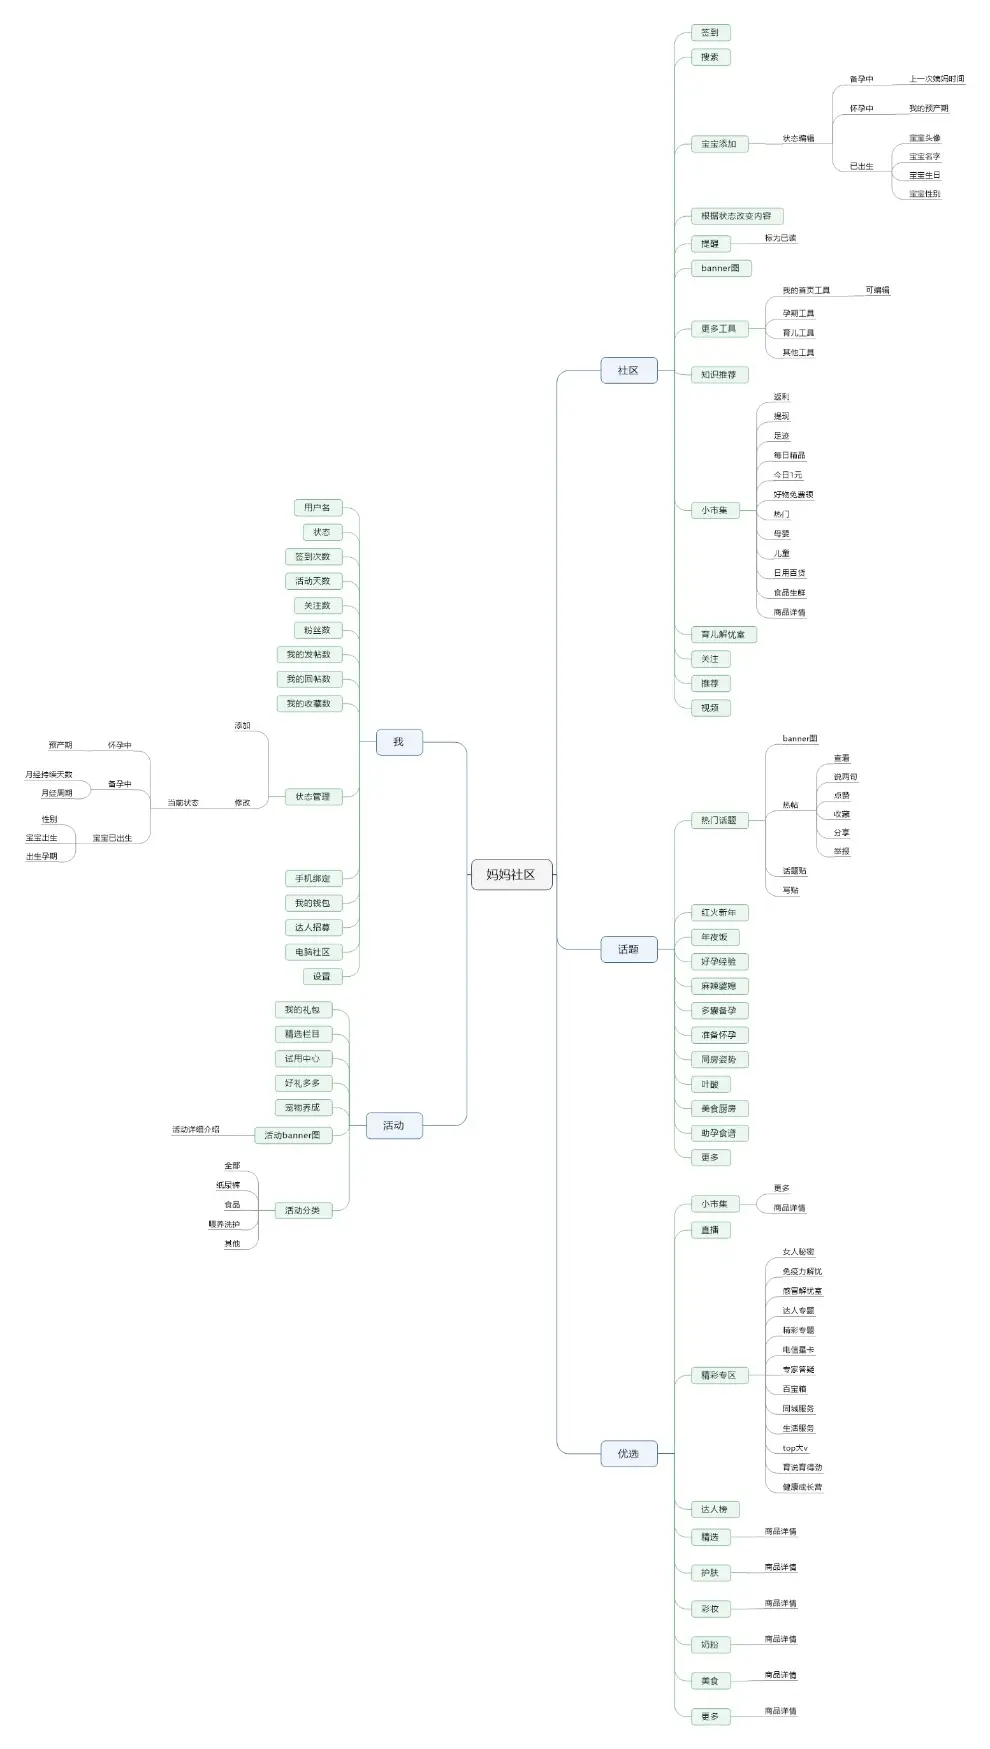 妈妈社区
社区
签到
搜索
宝宝添加
状态编辑
备孕中
上一次姨妈时间
怀孕中
我的预产期
已出生
宝宝头像
宝宝名字
宝宝生日
宝宝性别
根据状态改变内容
提醒
标为已读
banner图
更多工具
我的首页工具
可编辑
孕期工具
育儿工具
其他工具
知识推荐
小市集
返利
提现
足迹
每日精品
今日1元
好物免费领
热门
母婴
儿童
日用百货
食品生鲜
商品详情
育儿解忧室
关注
推荐
视频
话题
热门话题
banner图
热帖
查看
说两句
点赞
收藏
分享
举报
话题贴
写贴
红火新年
年夜饭
好孕经验
麻辣婆媳
多囊备孕
准备怀孕
同房姿势
叶酸
美食厨房
助孕食谱
更多
优选
小市集
更多
商品详情
直播
精彩专区
女人秘密
免疫力解忧
感冒解忧室
达人专题
精彩专题
电信星卡
专家答疑
百宝箱
同城服务
生活服务
top大v
育说育得劲
健康成长营
达人榜
精选
商品详情
护肤
商品详情
彩妆
商品详情
奶粉
商品详情
美食
商品详情
更多
商品详情
我
用户名
状态
签到次数
活动天数
关注数
粉丝数
我的发帖数
我的回帖数
我的收藏数
状态管理
添加
修改
当前状态
怀孕中
预产期
备孕中
月经持续天数
月经周期
宝宝已出生
性别
宝宝出生
出生孕期
手机绑定
我的钱包
达人招募
电脑社区
设置
活动
我的礼包
精选栏目
试用中心
好礼多多
宠物养成
活动banner图
活动详细介绍
活动分类
全部
纸尿裤
食品
喂养洗护
其他